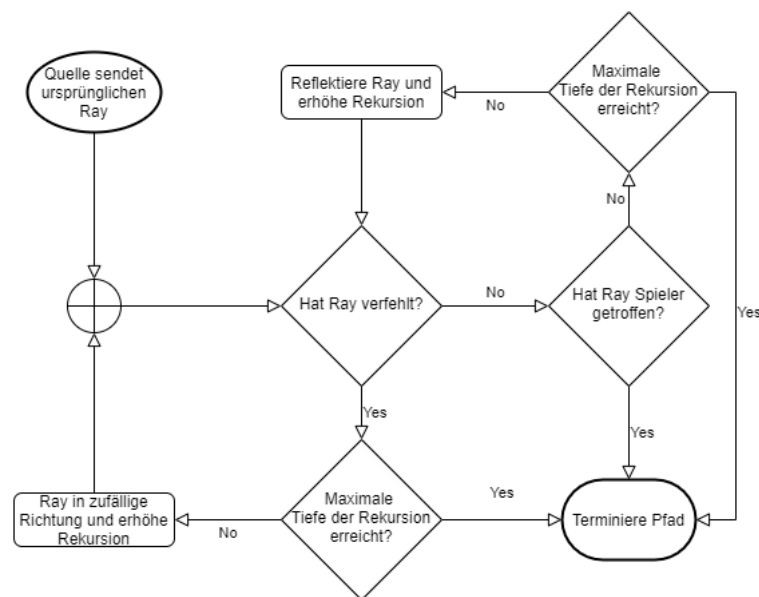 Quelle sendet
ursprünglichen
Ray
Reflektiere Ray und
erhöhe Rekursion
Maximale
Tiefe der Rekursion
erreicht?
No
No
Hat Ray verfehlt?
No
Hat Ray Spieler
getroffen?
Yes
Yes
Yes
Ray in zufällige
Richtung und erhöhe
Rekursion
No
Maximale
Tiefe der Rekursion
erreicht?
Yes
Terminiere Pfad